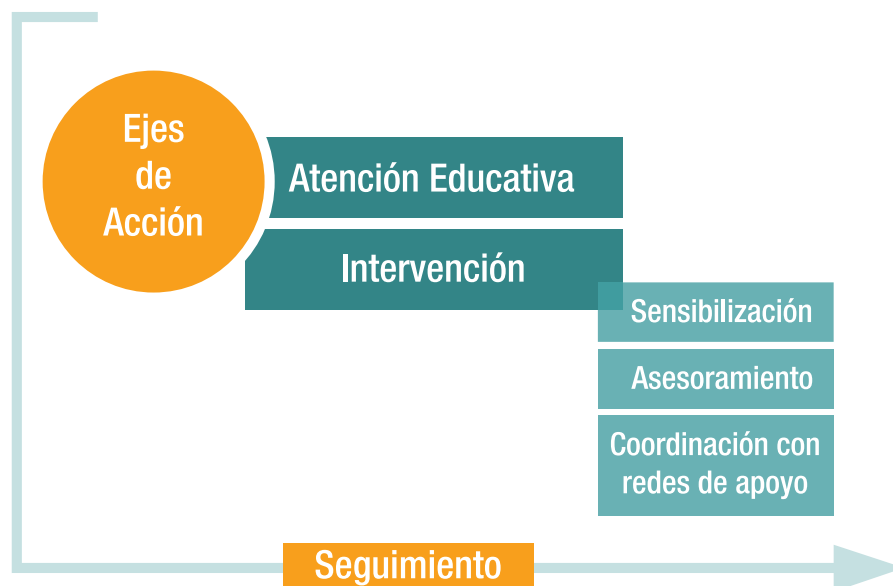 Ejes
de
Acción
Atención Educativa
Intervención
Sensibilización
Asesoramiento
Coordinación con
redes de apoyo
Seguimiento